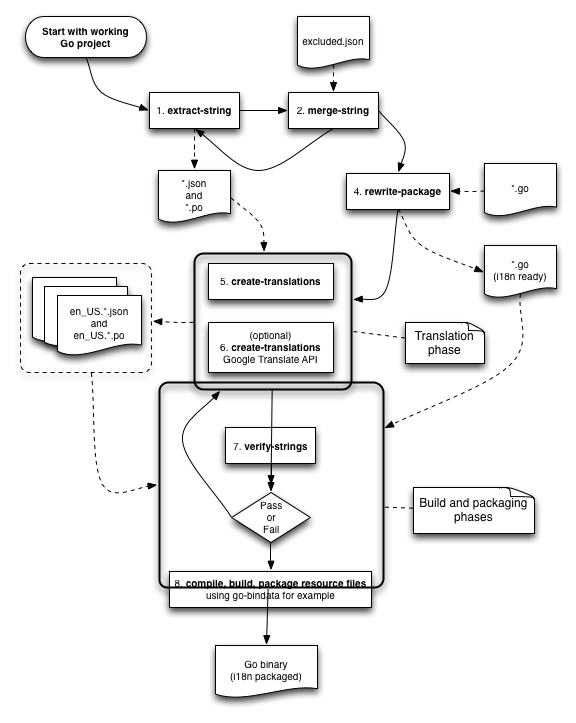 Start with working
Go project
excluded.json
1. extract-string
2. merge-string
*.json
and
*.po
4. rewrite-package
*.go
*.go
(i18n ready)
5. create-translations
en_US.*.json
and
en_US.*.po
(optional)
6. create-translations
Google Translate API
Translation
phase
7. verify-strings
Pass
or
Fail
Build and packaging
phases
8. compile, build, package resource files
using go-bindata for example
Go binary
(i18n packaged)